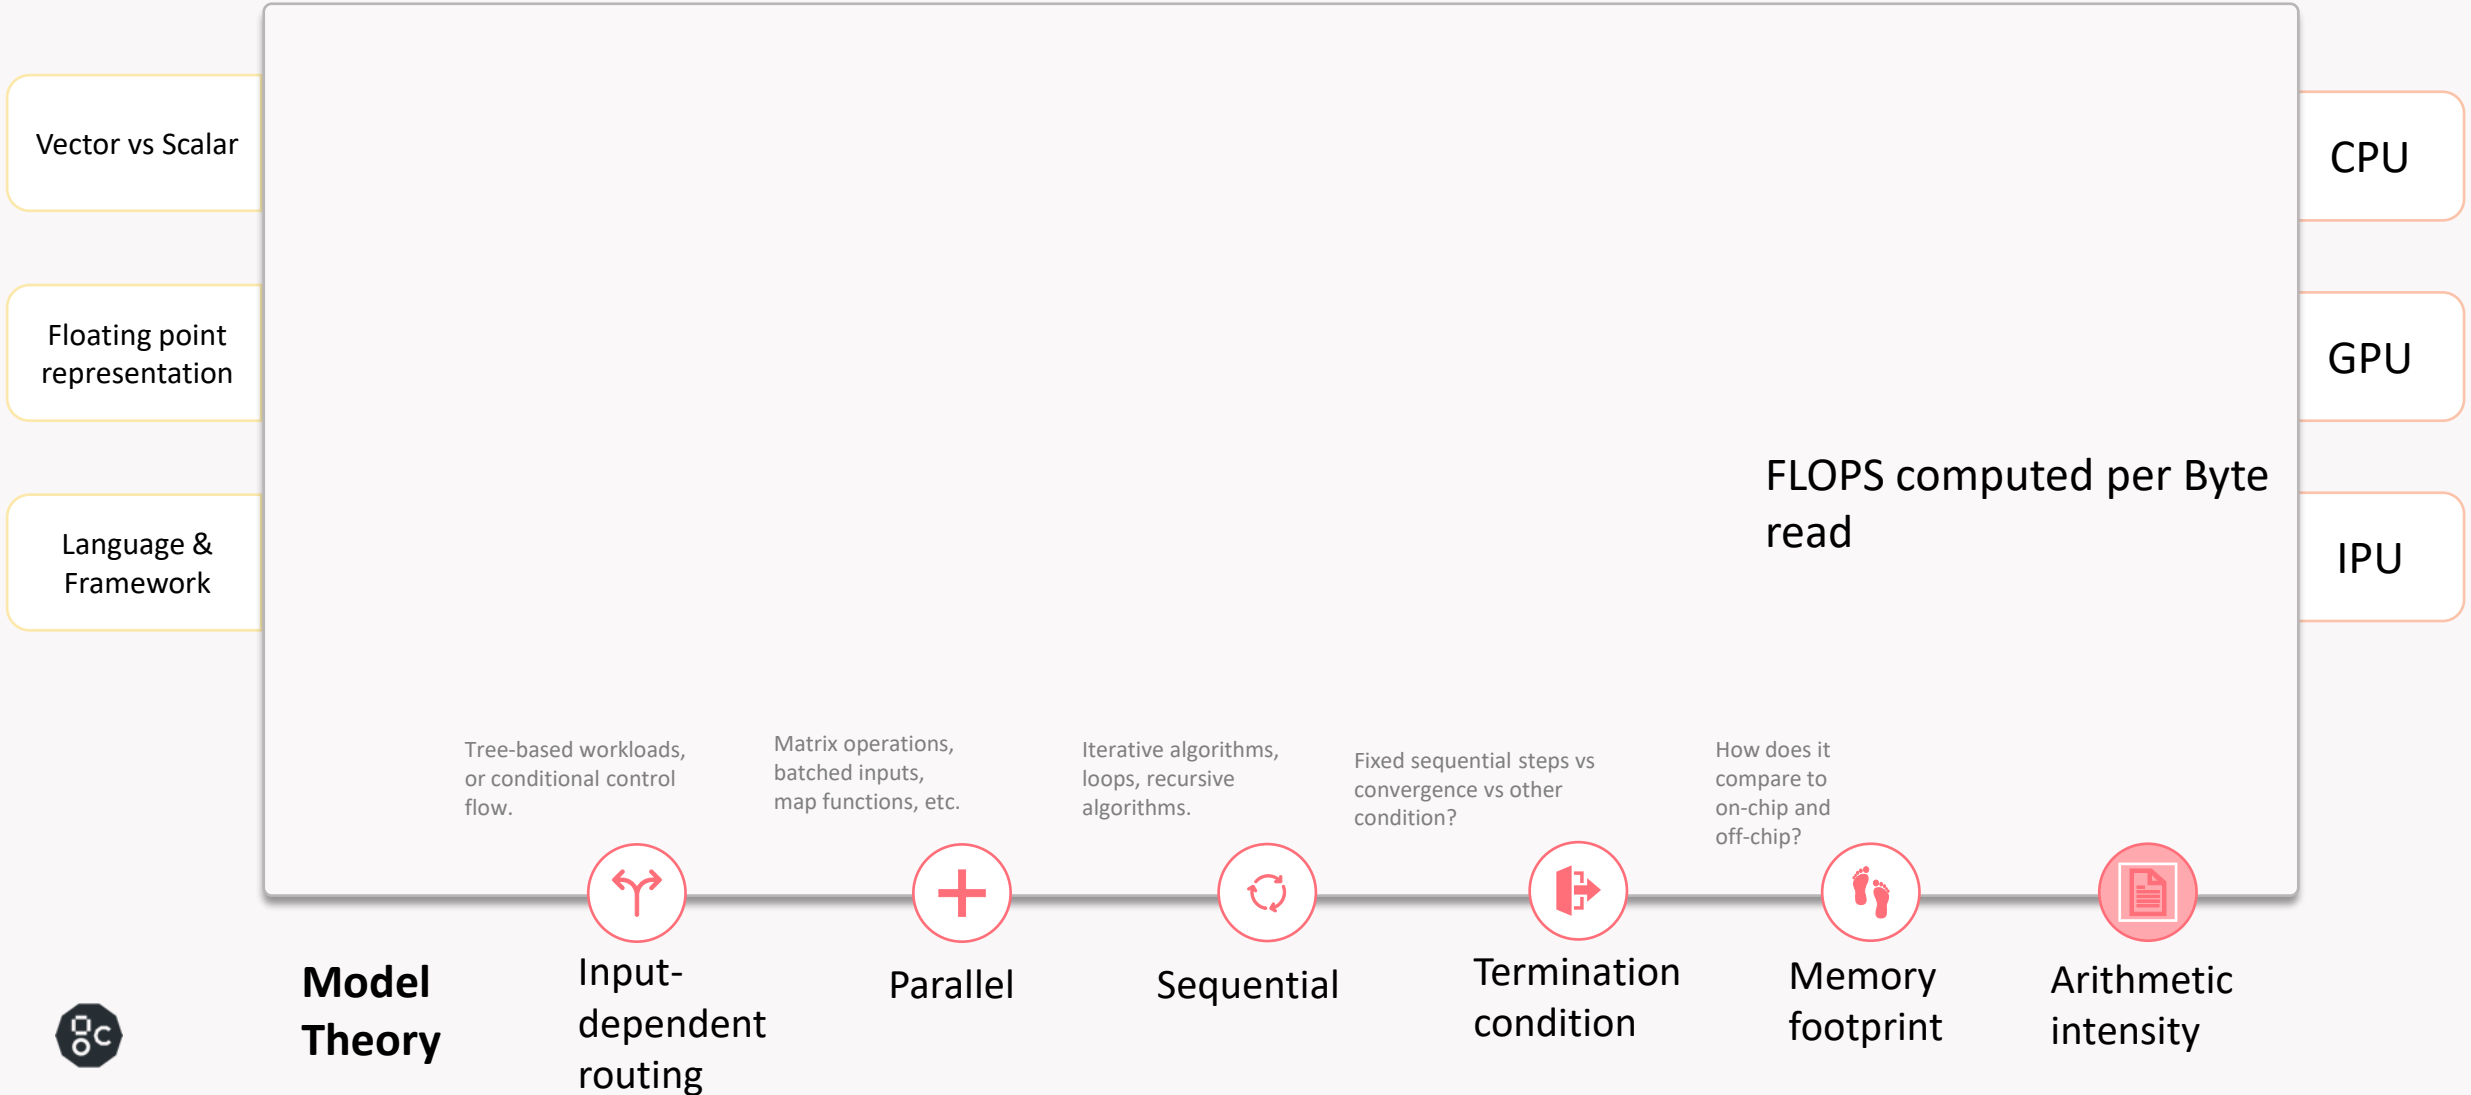 Vector vs Scalar
Floating point
representation
Language &
Framework
CPU
GPU
IPU
FLOPS computed per Byte
read
Tree-based workloads,
or conditional control
flow.
Matrix operations,
batched inputs,
map functions, etc.
Iterative algorithms,
loops, recursive
algorithms.
Fixed sequential steps vs
convergence vs other
condition?
How does it
compare to
on-chip and
off-chip?
Model
Theory
Input-
dependent
routing
Parallel
Sequential
Termination
condition
Memory
footprint
Arithmetic
intensity